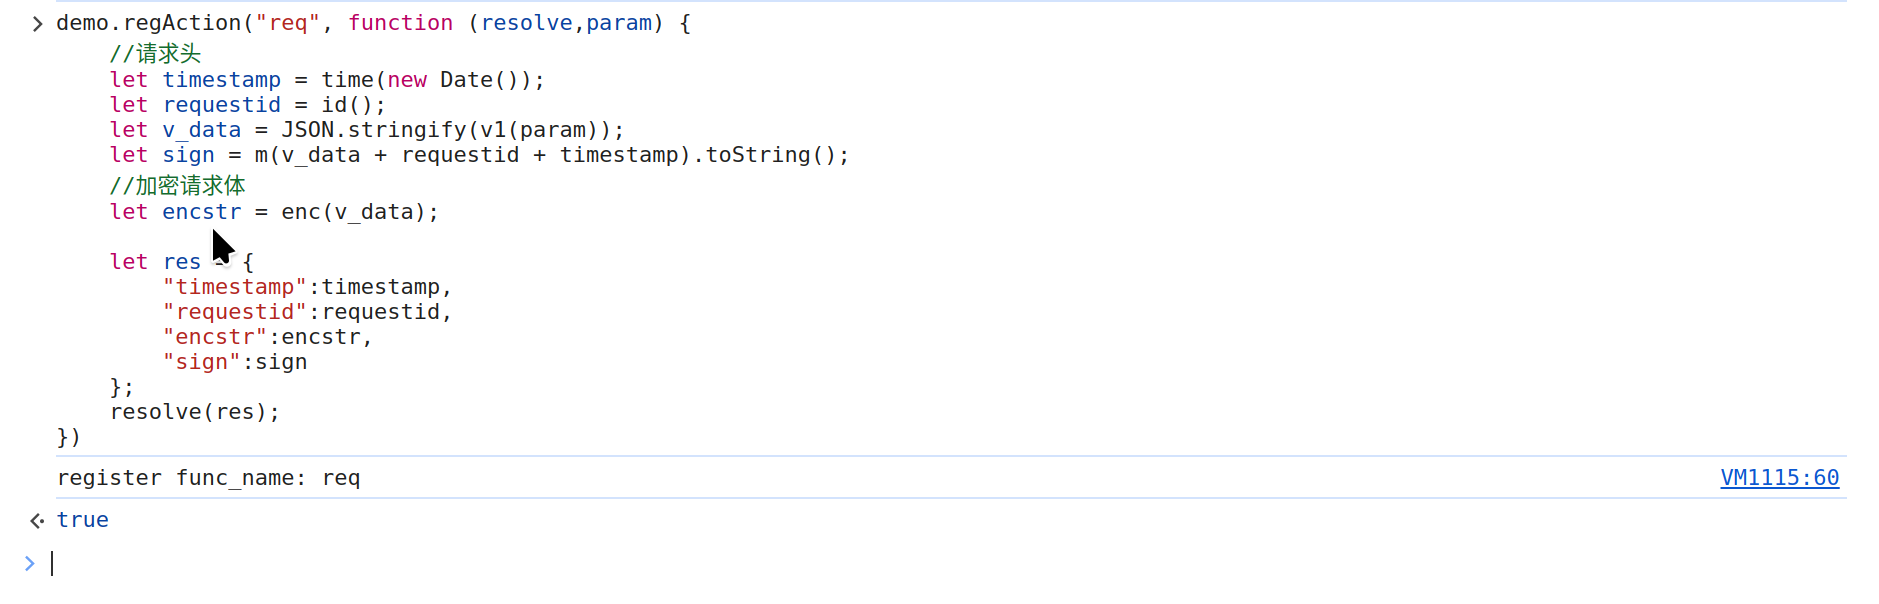 demo.regAction("req", function (resolve,param) {
//请求头
let timestamp = time(new Date());
let requestid = id();
let v_data = JSON.stringify(v1(param));
let sign = m(v_data + requestid + timestamp).toString();
//加密请求体
let encstr = enc(v_data);
let res = {
"timestamp":timestamp,
"requestid":requestid,
"encstr":encstr,
"sign":sign
};
resolve(res);
})
register func_name: req VM1115:60
true